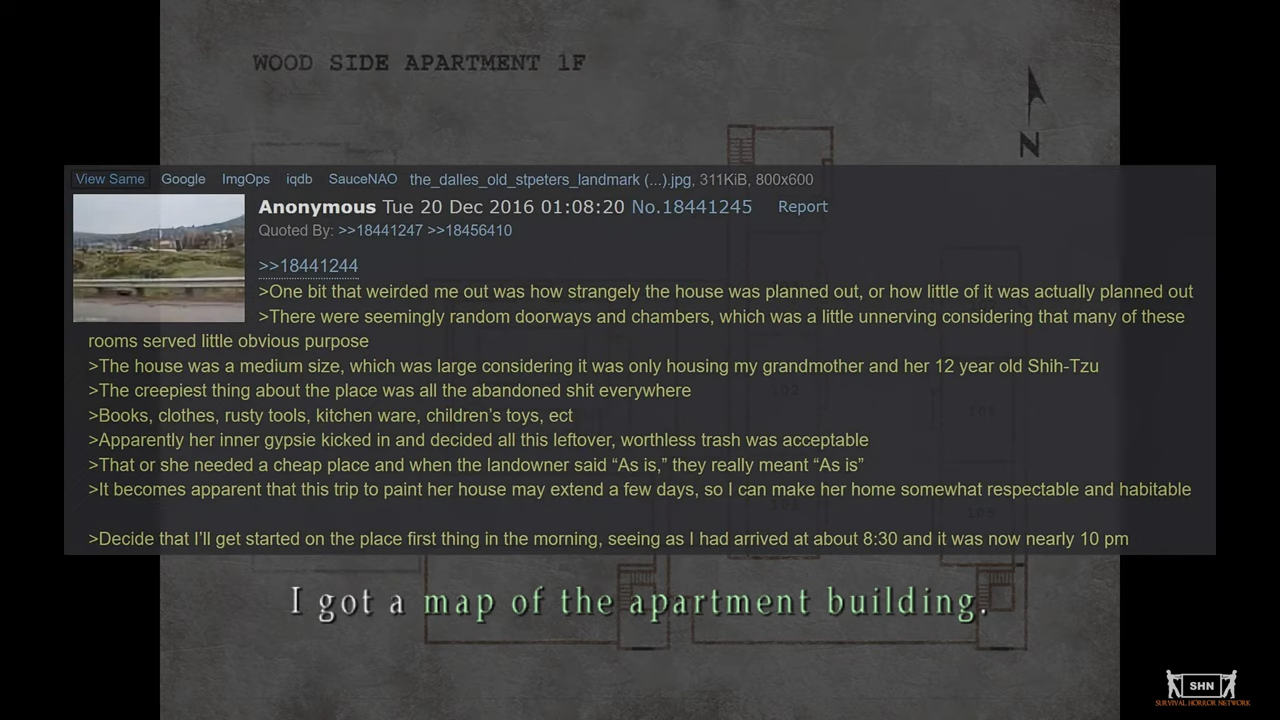 WOOD SIDE APARTMENT 1F
N
View Same Google ImgOps iqdb SauceNAO the_dalles_old_stpeters_landmark (...).jpg, 311KiB, 800x600
Anonymous Tue 20 Dec 2016 01:08:20 No.18441245 Report
Quoted By: >>18441247 >>18456410
>>18441244
>One bit that weirded me out was how strangely the house was planned out, or how little of it was actually planned out
>There were seemingly random doorways and chambers, which was a little unnerving considering that many of these
rooms served little obvious purpose
>The house was a medium size, which was large considering it was only housing my grandmother and her 12 year old Shih-Tzu
>The creepiest thing about the place was all the abandoned shit everywhere
>Books, clothes, rusty tools, kitchen ware, children's toys, ect
>Apparently her inner gypsie kicked in and decided all this leftover, worthless trash was acceptable
>That or she needed a cheap place and when the landowner said “As is,” they really meant “As is”
>It becomes apparent that this trip to paint her house may extend a few days, so I can make her home somewhat respectable and habitable
>Decide that I'll get started on the place first thing in the morning, seeing as I had arrived at about 8:30 and it was now nearly 10 pm
I got a map of the apartment building.
SHN
SURVIVAL HORROR NETWORK